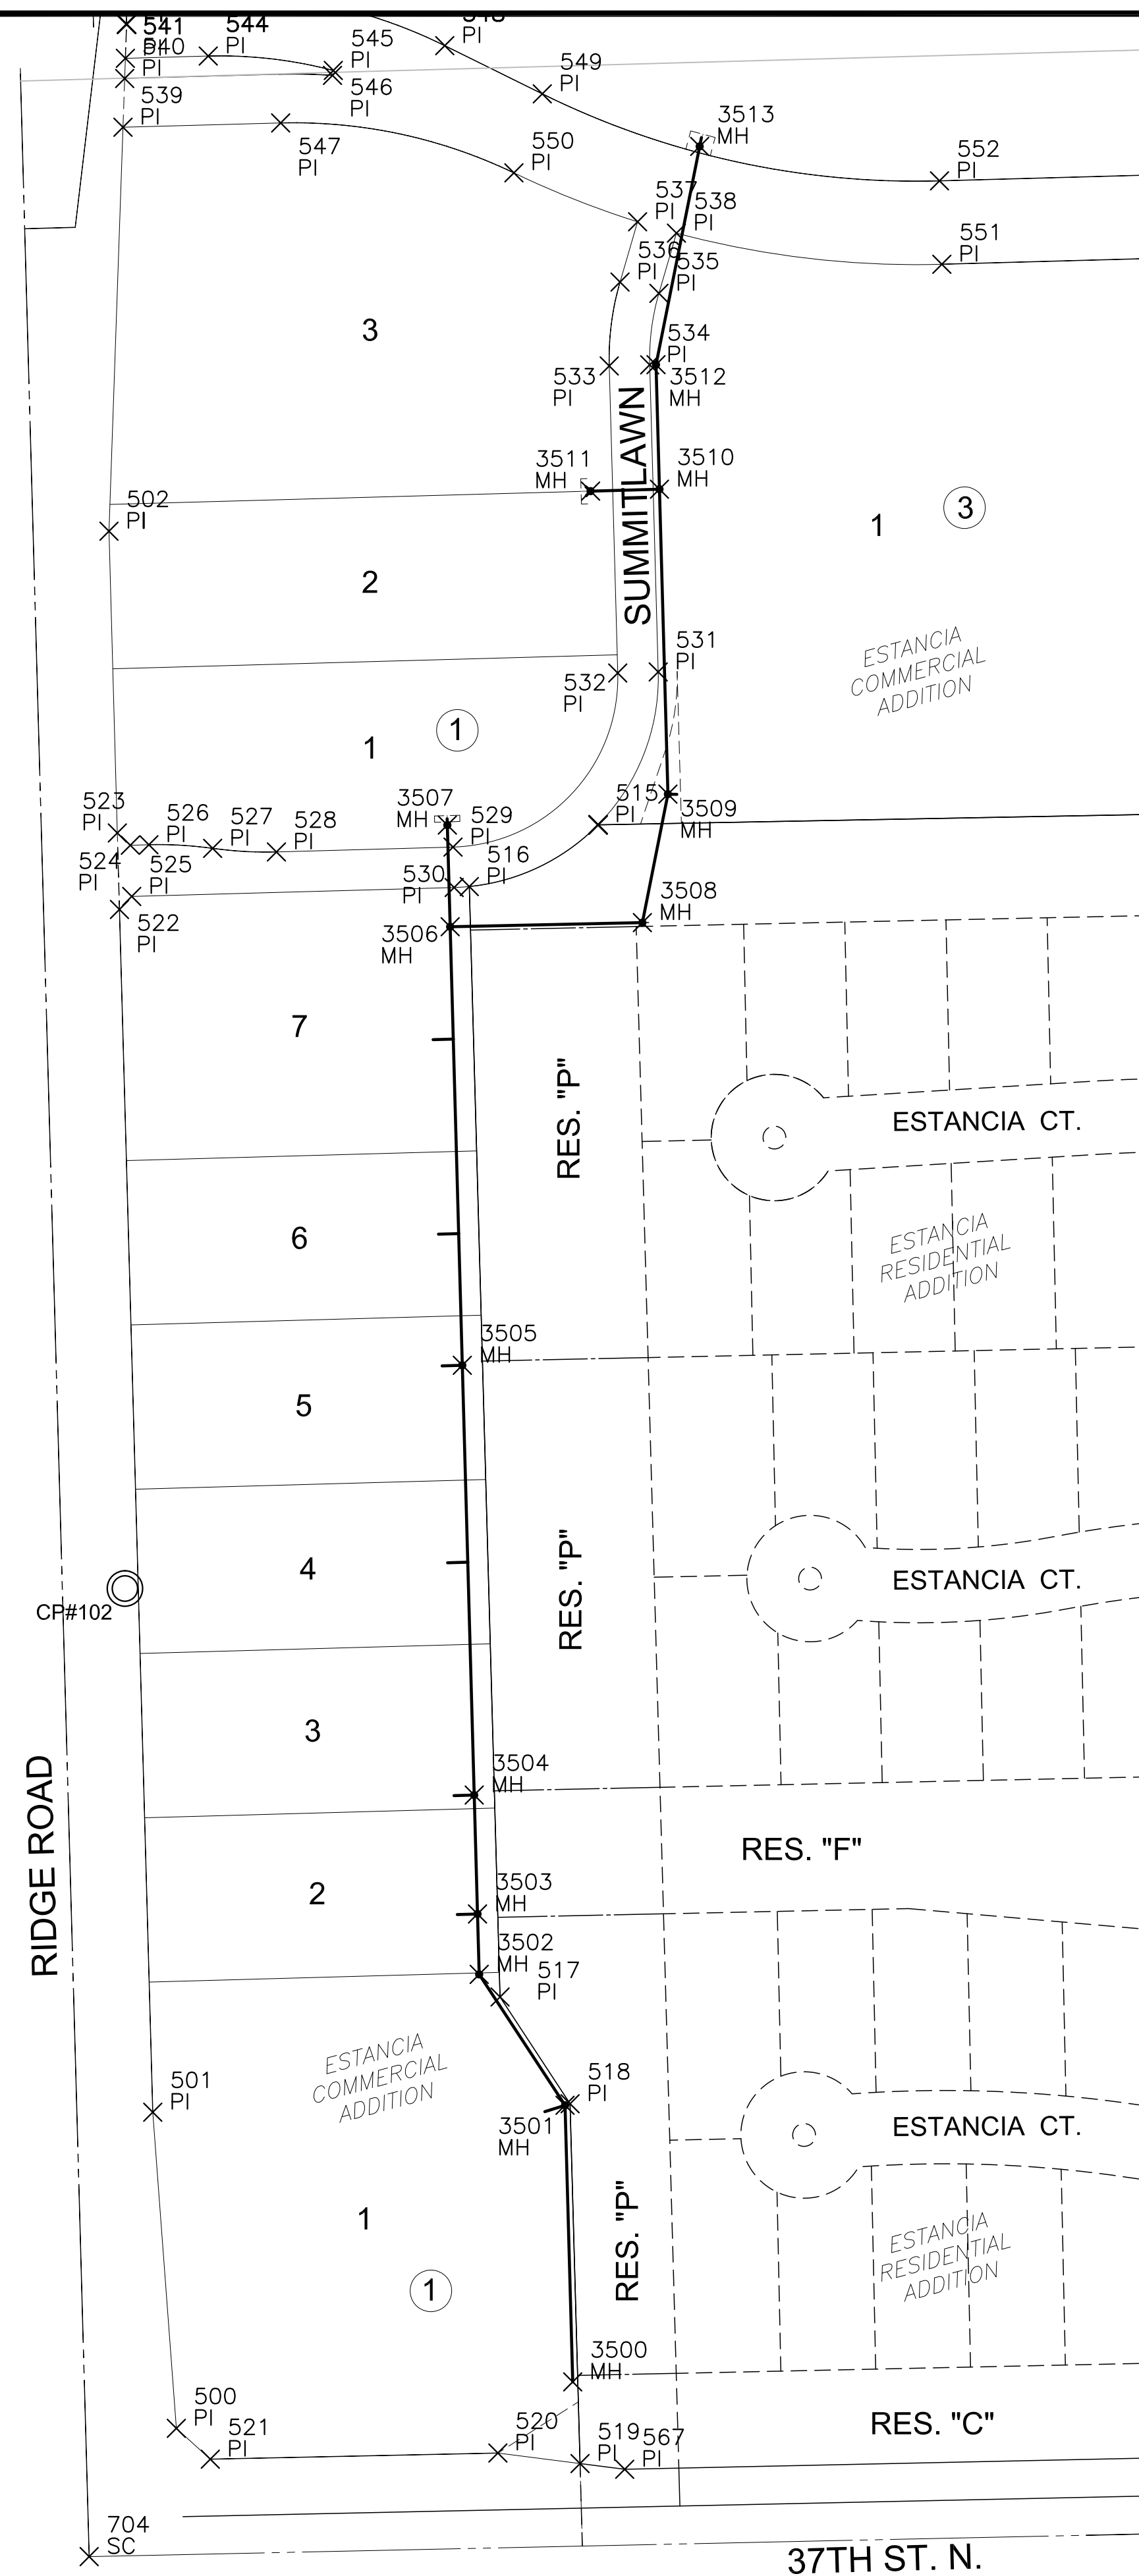 548
PI
541
PI
540
PI
544
PI
545
PI
546
PI
549
PI
539
PI
547
PI
550
PI
3513
MH
552
PI
537
PI
538
PI
551
PI
536
PI
535
PI
3
534
PI
533
PI
3512
MH
SUMMITLAWN
3511
MH
3510
MH
502
PI
1
3
2
531
PI
532
PI
ESTANCIA
COMMERCIAL
ADDITION
1
1
523
PI
526
527
528
3507
MH
529
PI
515
PI
3509
MH
524
PI
525
PI
530
PI
516
PI
522
PI
3506
MH
3508
MH
7
RES. "P"
ESTANCIA CT.
6
ESTANCIA
RESIDENTIAL
ADDITION
3505
MH
5
4
RES. "P"
ESTANCIA CT.
CP#102
3
3504
MH
RIDGE ROAD
RES. "F"
2
3503
MH
3502
MH
517
PI
ESTANCIA
COMMERCIAL
ADDITION
501
PI
518
PI
3501
MH
ESTANCIA CT.
1
RES. "P"
ESTANCIA
RESIDENTIAL
ADDITION
1
3500
MH
500
PI
521
PI
520
PI
519
PI
567
PI
RES. "C"
704
SC
37TH ST. N.